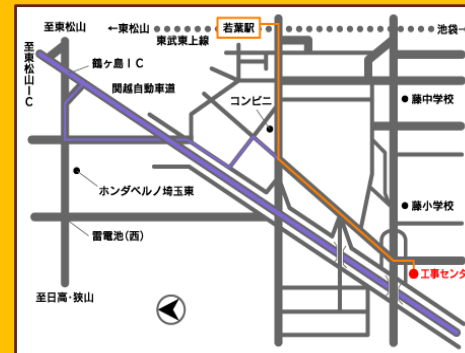 至東松山
←東松山
若葉駅
池袋→
東武東上線
至東松山IC
鶴ヶ島IC
関越自動車道
コンビニ
藤中学校
ホンダベルノ埼玉東
藤小学校
雷電池(西)
工事センタ
至日高・狭山